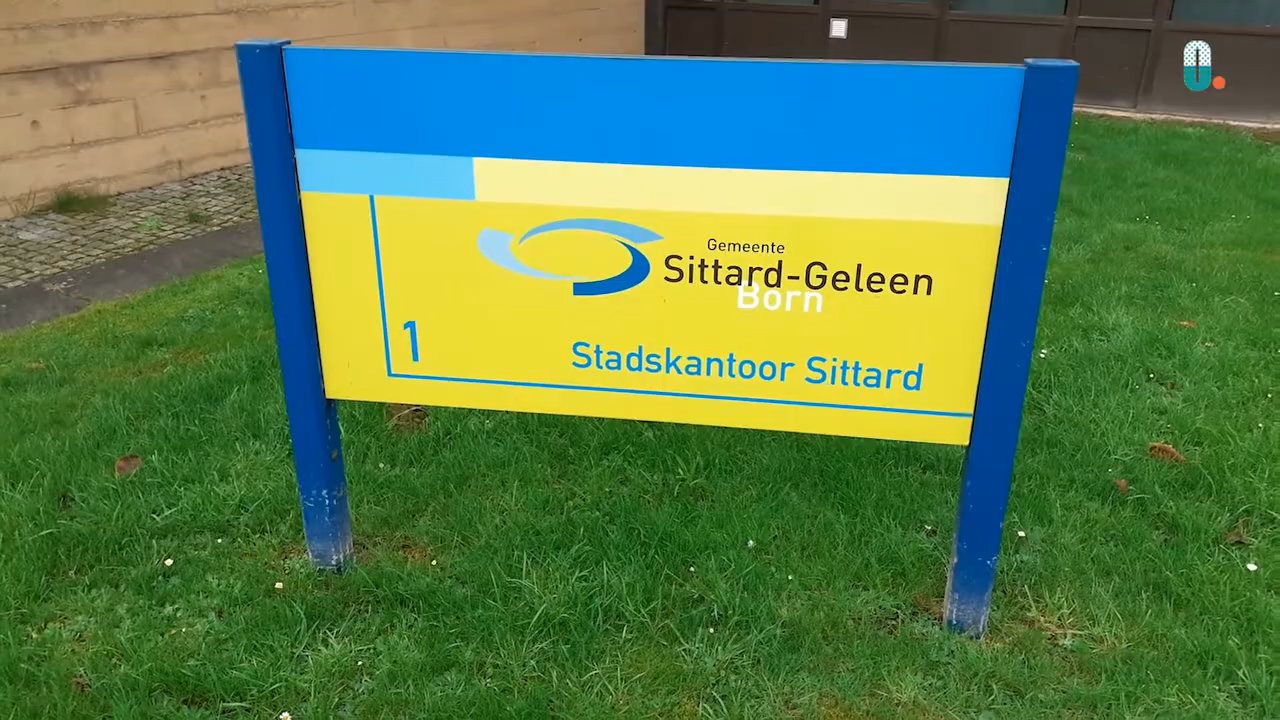 Gemeente
Sittard-Geleen
Born
1
Stadskantoor Sittard